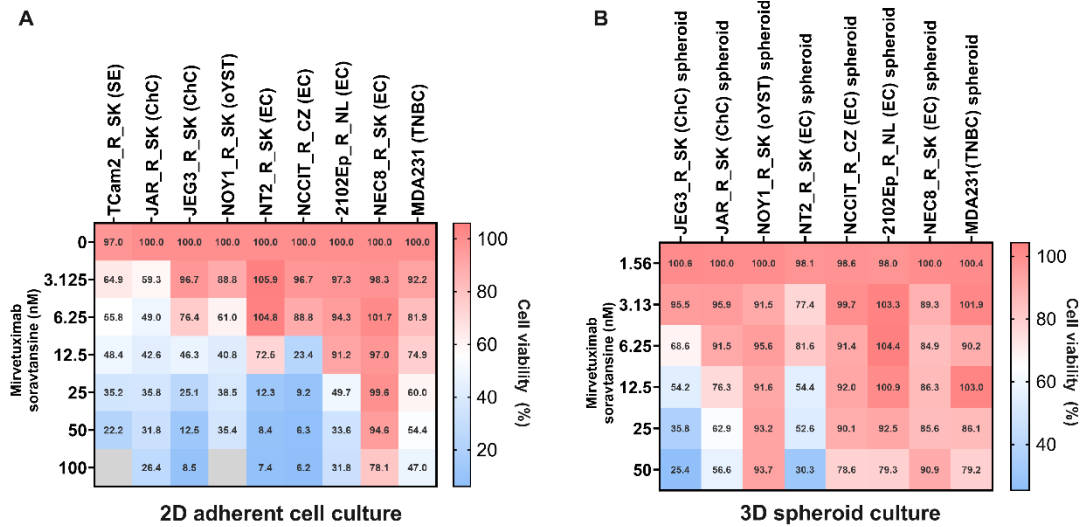 A
TCam2_R_SK (SE)
JAR_R_SK (ChC)
JEG3_R_SK (ChC)
NOY1_R_SK (oYST)
NT2_R_SK (EC)
NCCIT_R_CZ (EC)
2102Ep_R_NL (EC)
NEC8_R_SK (EC)
MDA231 (TNBC)
Mirvetuximab
soravtansine (nM)
0 97.0 100.0 100.0 100.0 100.0 100.0 100.0 100.0 100.0
3.125 64.9 59.3 96.7 88.8 105.9 96.7 97.3 98.3 92.2
6.25 55.8 49.0 76.4 61.0 104.8 88.8 94.3 101.7 81.9
12.5 48.4 42.6 46.3 40.8 72.5 23.4 91.2 97.0 74.9
25 35.2 35.8 25.1 38.5 12.3 9.2 49.7 99.6 60.0
50 22.2 31.8 12.5 35.4 8.4 6.3 33.6 94.6 54.4
100 26.4 8.5 7.4 6.2 31.8 78.1 47.0
100
80
60
40
20
Cell viability (%)
2D adherent cell culture
B
JEG3_R_SK (ChC) spheroid
JAR_R_SK (ChC) spheroid
NOY1_R_SK (oYST) spheroid
NT2_R_SK (EC) spheroid
NCCIT_R_CZ (EC) spheroid
2102Ep_R_NL (EC) spheroid
NEC8_R_SK (EC) spheroid
MDA231(TNBC) spheroid
Mirvetuximab
soravtansine (nM)
1.56 100.6 100.0 100.0 98.1 98.6 98.0 100.0 100.4
3.13 95.5 95.9 91.5 77.4 99.7 103.3 89.3 101.9
6.25 68.6 91.5 95.6 81.6 91.4 104.4 84.9 90.2
12.5 54.2 76.3 91.6 54.4 92.0 100.9 86.3 103.0
25 35.8 62.9 93.2 52.6 90.1 92.5 85.6 86.1
50 25.4 56.6 93.7 30.3 78.6 79.3 90.9 79.2
100
80
60
40
Cell viability (%)
3D spheroid culture